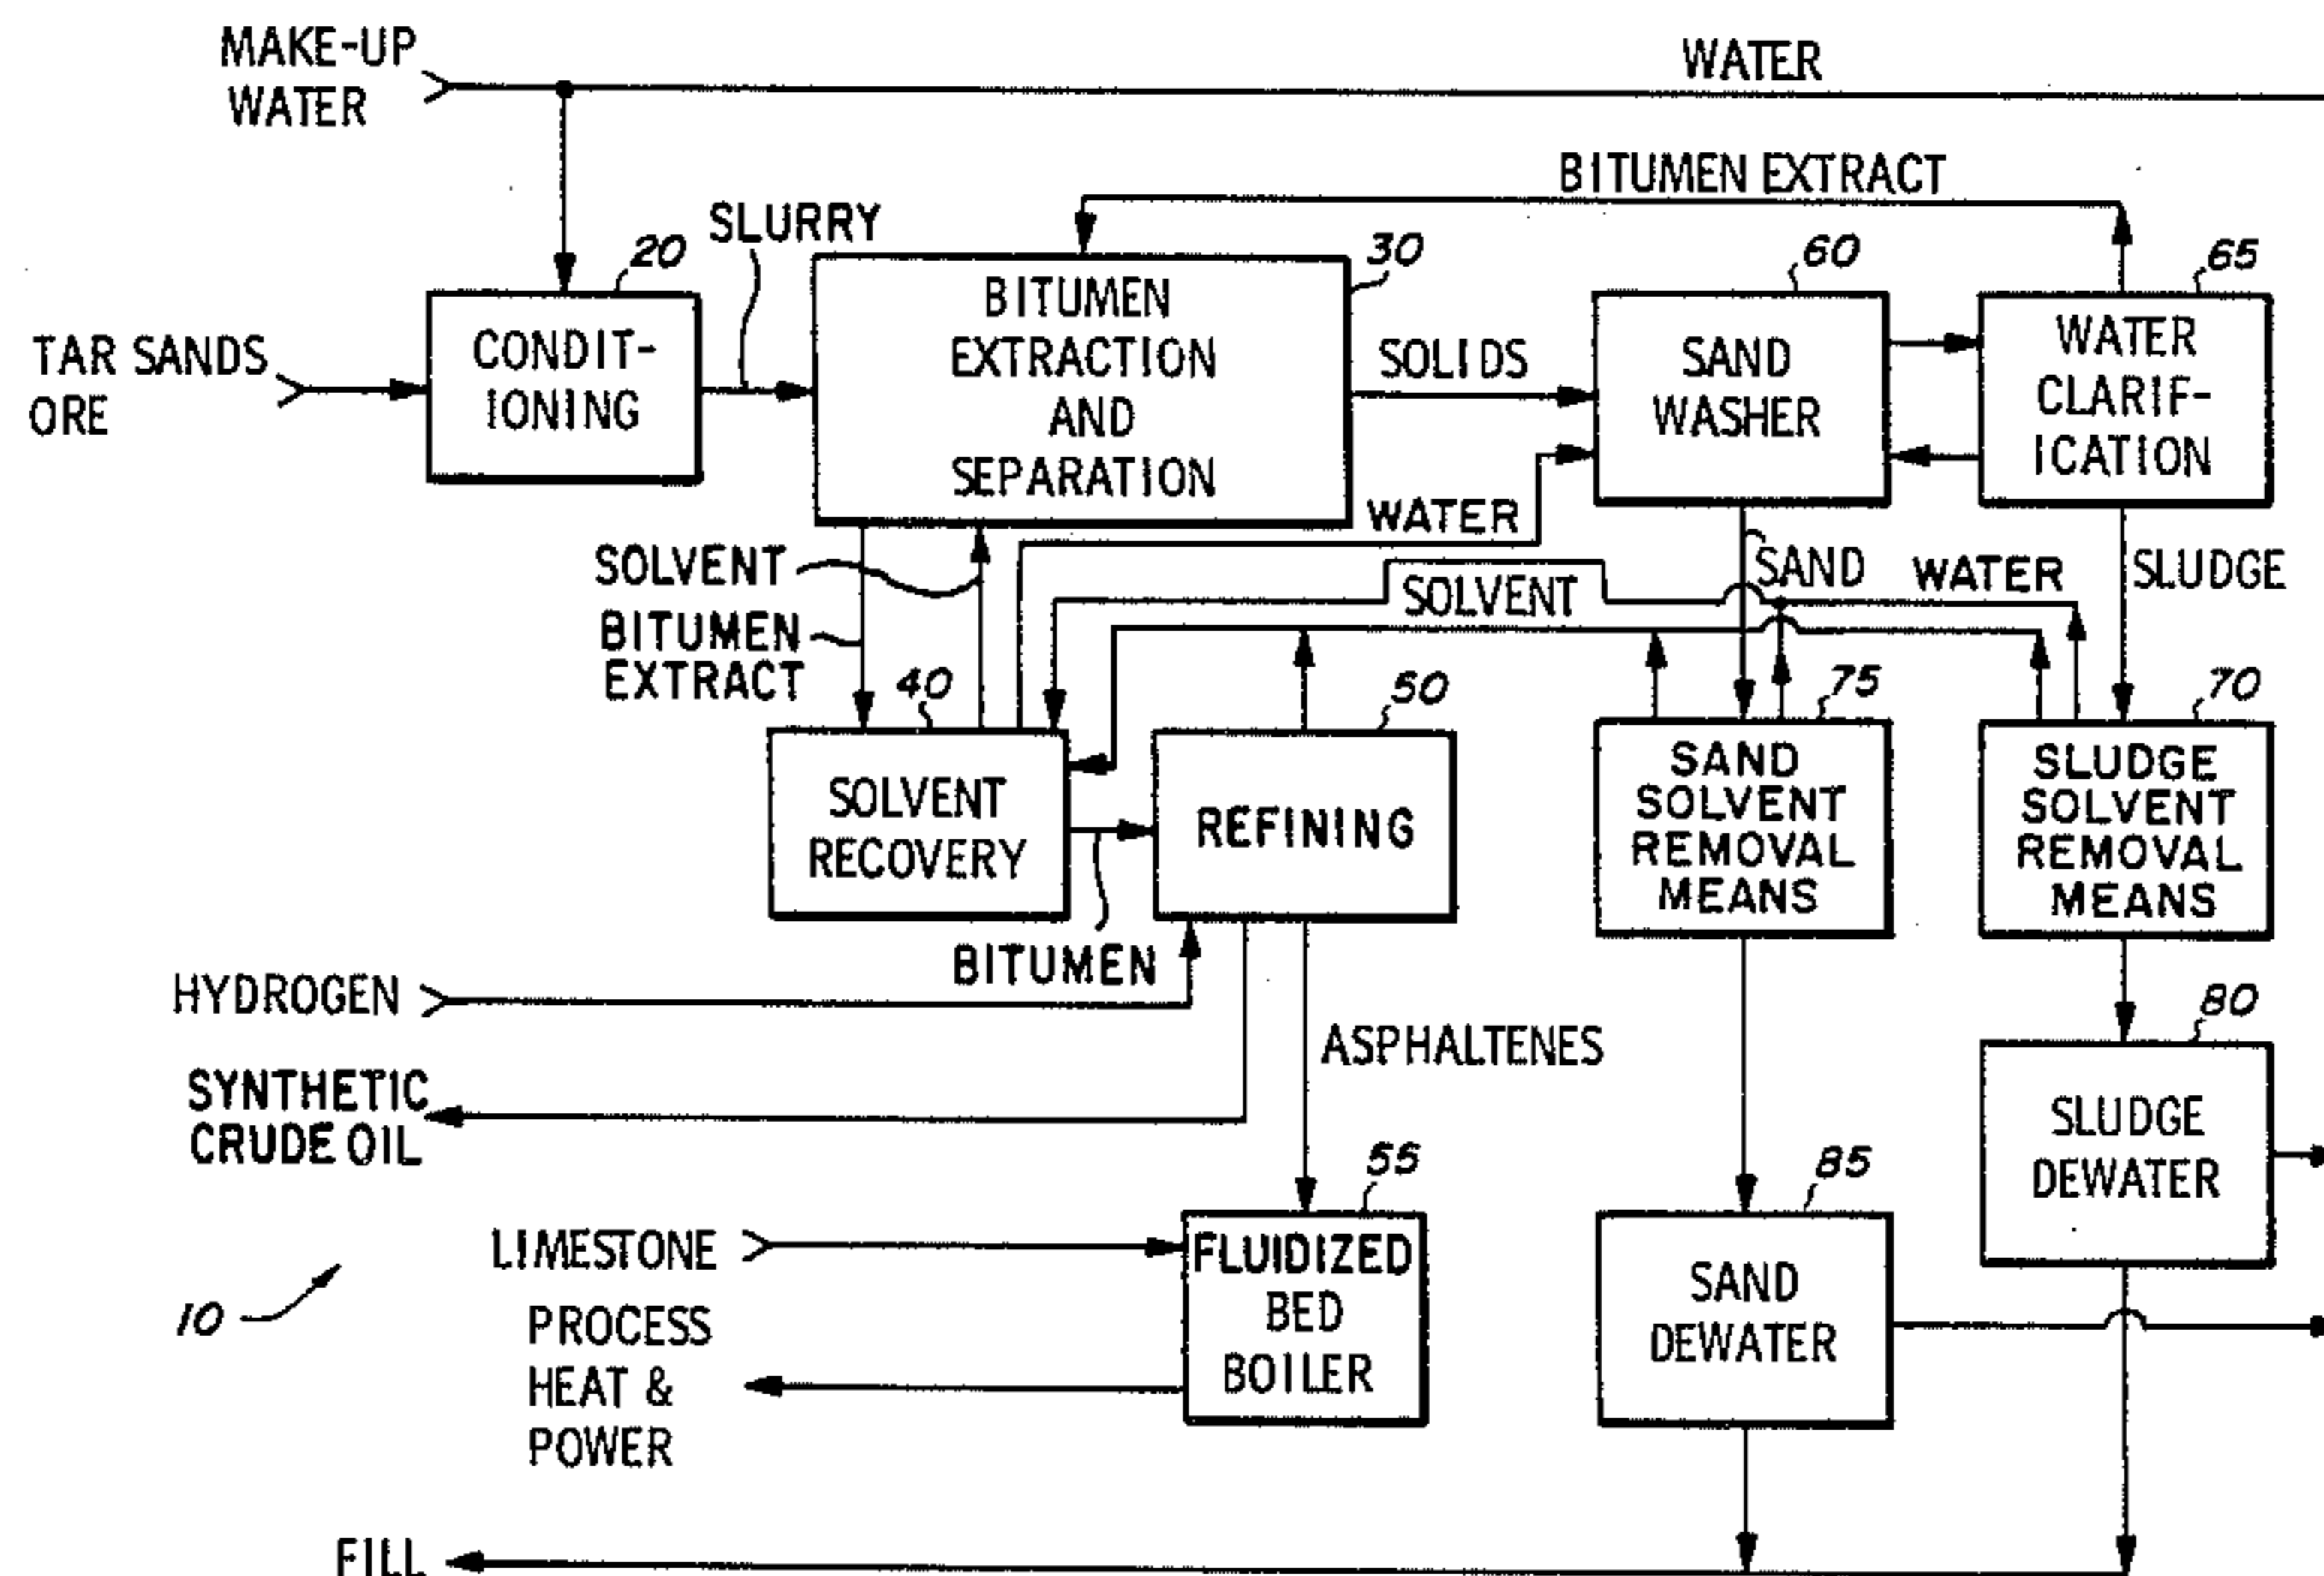 MAKE-UP
WATER
WATER
BITUMEN EXTRACT
SLURRY
20
30
60
65
TAR SANDS
ORE
CONDIT-
IONING
BITUMEN
EXTRACTION
AND
SEPARATION
SOLIDS
SAND
WASHER
WATER
CLARIF-
ICATION
WATER
SOLVENT
BITUMEN
EXTRACT
SOLVENT
SAND
WATER
SLUDGE
40
50
75
70
SOLVENT
RECOVERY
REFINING
SAND
SOLVENT
REMOVAL
MEANS
SLUDGE
SOLVENT
REMOVAL
MEANS
BITUMEN
HYDROGEN
ASPHALTENES
80
SYNTHETIC
CRUDE OIL
SLUDGE
DEWATER
55
85
LIMESTONE
FLUIDIZED
BED
BOILER
SAND
DEWATER
10
PROCESS
HEAT &
POWER
FILL